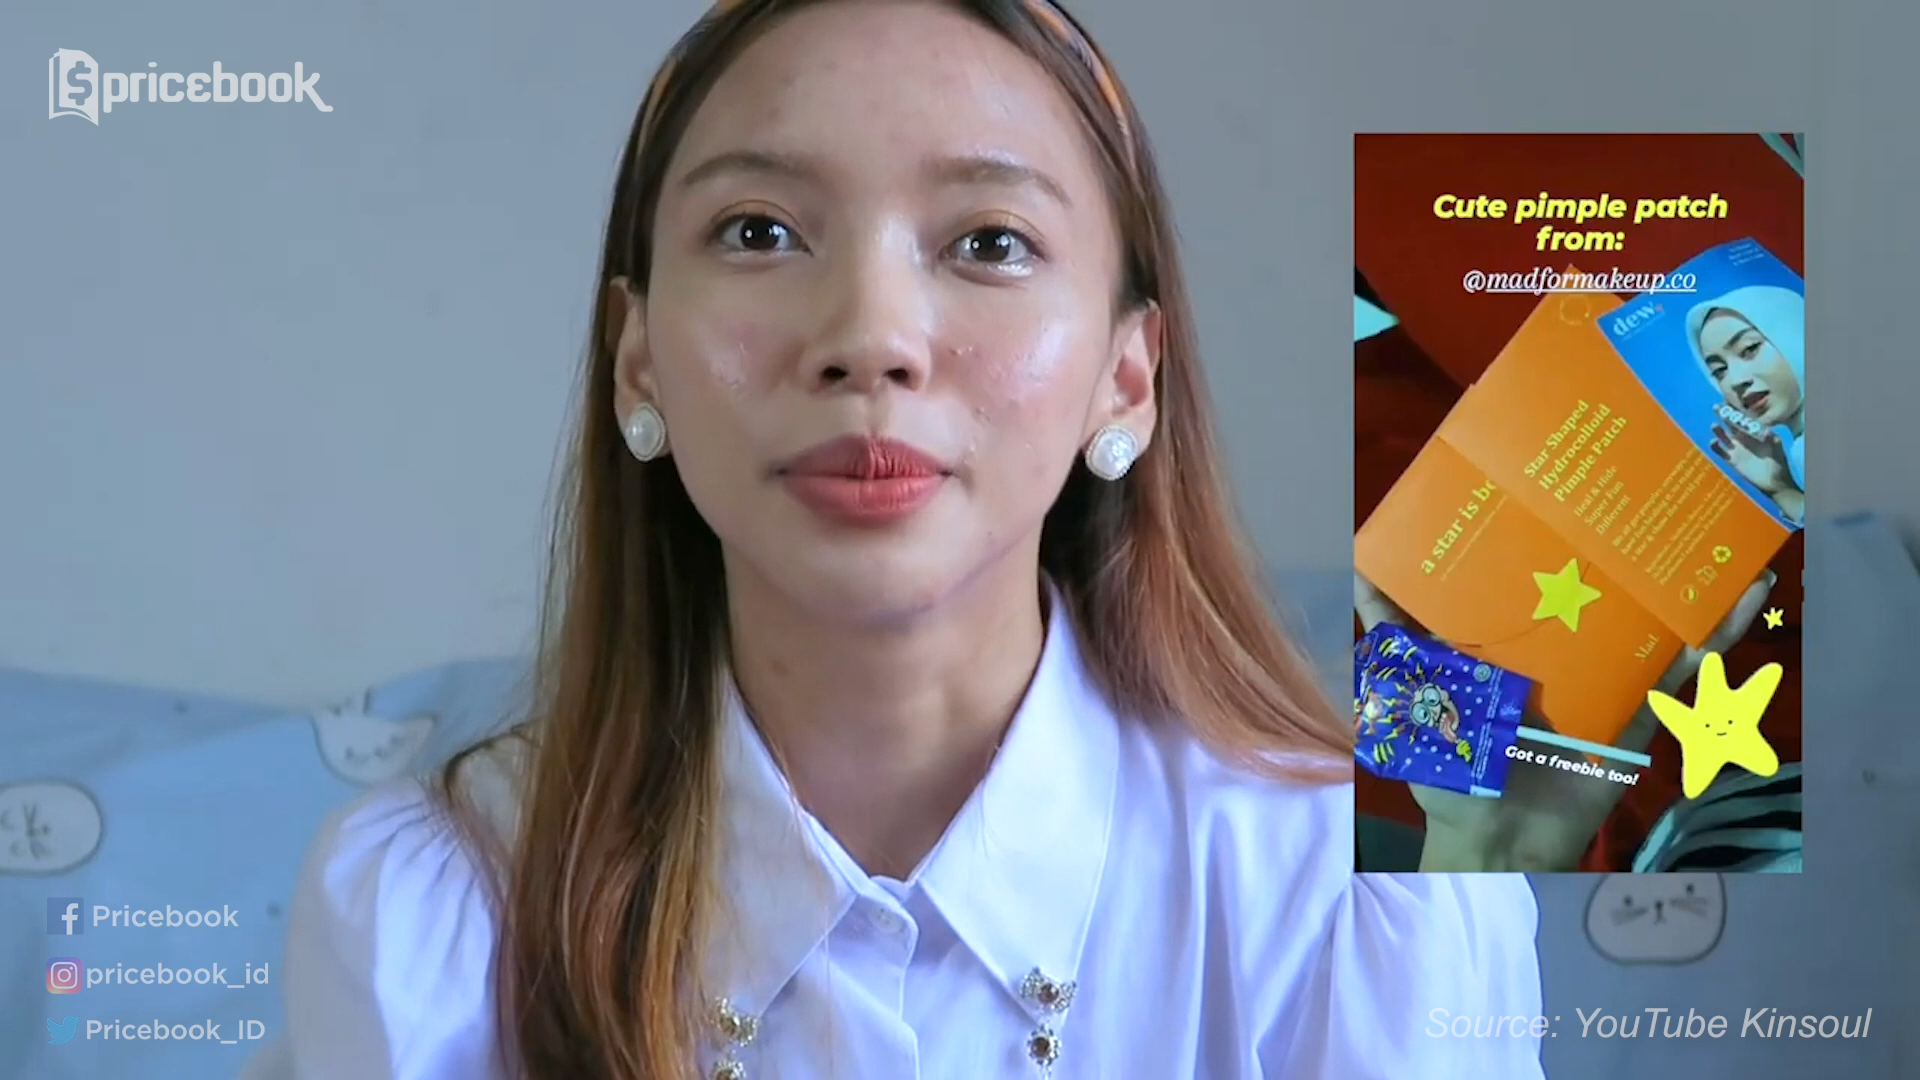 pricebook
Cute pimple patch
from:
@madformakeup.co
dew
Star Shaped
Hydrocolloid
Pimple Patch
Heal & Hide
Super Fun
Different
a star is bo
Mad.
Got a freebie too!
Pricebook
pricebook_id
Pricebook_ID
Source: YouTube Kinsoul